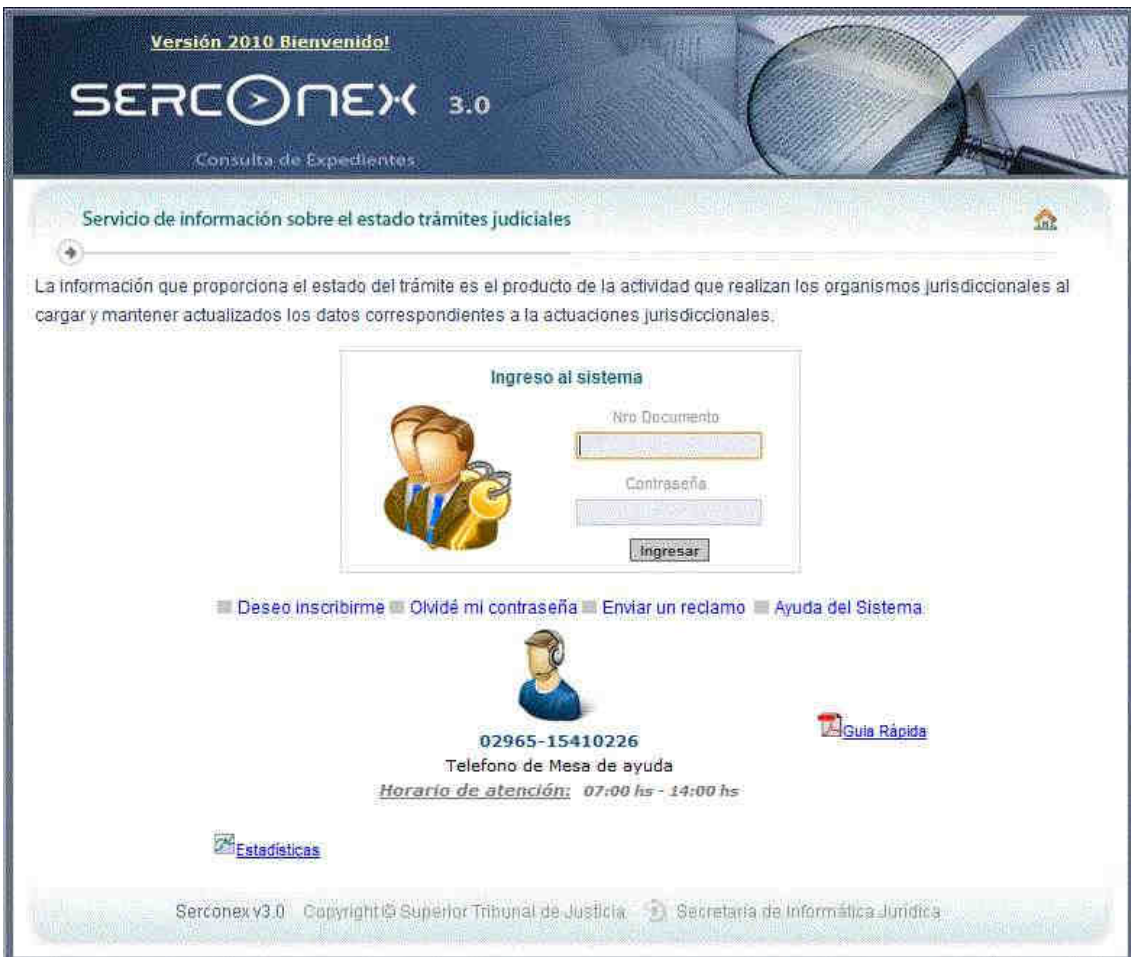 Versión 2010 Bienvenido!
SERCONEX 3.0
Consulta de Expedientes
Servicio de información sobre el estado trámites judiciales
La información que proporciona el estado del trámite es el producto de la actividad que realizan los organismos jurisdiccionales al
cargar y mantener actualizados los datos correspondientes a la actuaciones jurisdiccionales.
Ingreso al sistema
Nro Documento
Contraseña
Ingresar
Deseo inscribirme Olvidé mi contraseña Enviar un reclamo Ayuda del Sistema
02965-15410226
Telefono de Mesa de ayuda
Horario de atención: 07:00 hs - 14:00 hs
Guia Rápida
Estadísticas
Serconex v3.0 Copyright © Superior Tribunal de Justicia Secretaría de Informática Jurídica